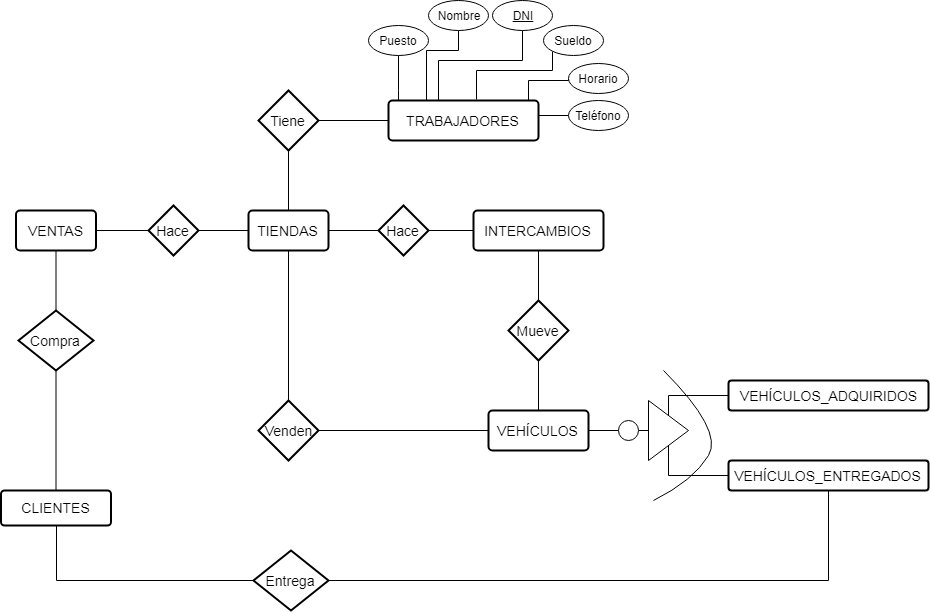 Nombre
DNI
Puesto
Sueldo
Horario
Teléfono
Tiene
TRABAJADORES
VENTAS
Hace
TIENDAS
Hace
INTERCAMBIOS
Compra
Mueve
VEHÍCULOS_ADQUIRIDOS
Venden
VEHÍCULOS
VEHÍCULOS_ENTREGADOS
CLIENTES
Entrega